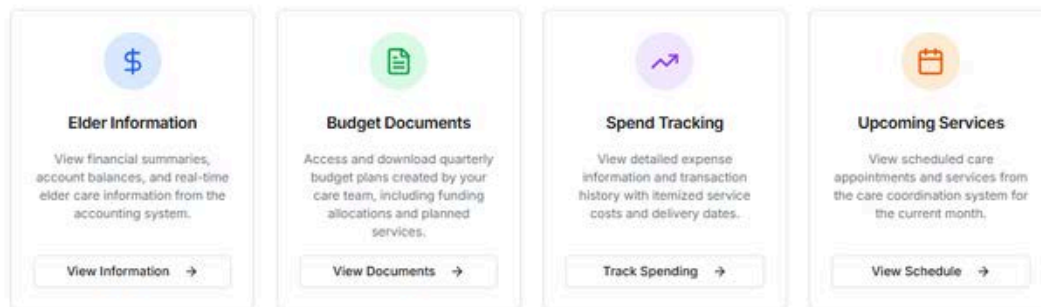 Elder Information
View financial summaries,
account balances, and real-time
elder care information from the
accounting system.
View Information →
Budget Documents
Access and download quarterly
budget plans created by your
care team, including funding
allocations and planned
services.
View Documents →
Spend Tracking
View detailed expense
information and transaction
history with itemized service
costs and delivery dates.
Track Spending →
Upcoming Services
View scheduled care
appointments and services from
the care coordination system for
the current month.
View Schedule →